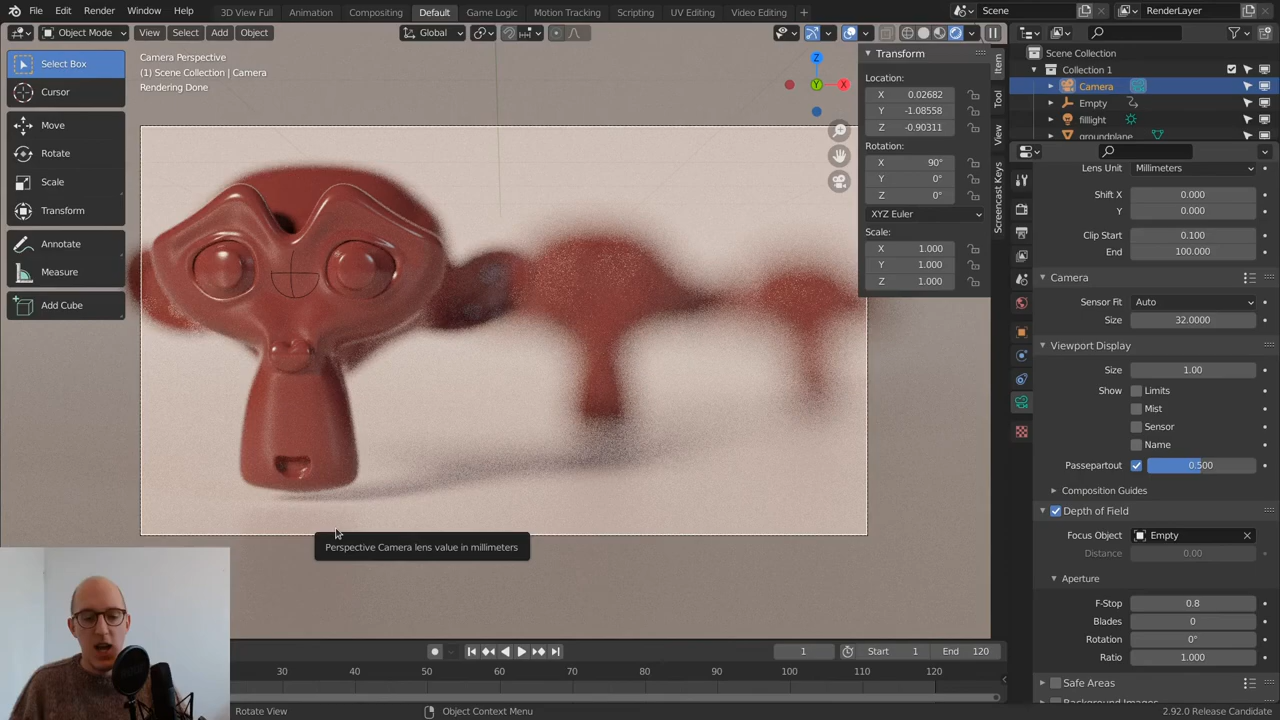 File Edit Render Window Help 3D View Full Animation Compositing Default Game Logic Motion Tracking Scripting UV Editing Video Editing + Scene RenderLayer
Object Mode View Select Add Object Global
Select Box
Cursor
Move
Rotate
Scale
Transform
Annotate
Measure
Add Cube
Camera Perspective
(1) Scene Collection | Camera
Rendering Done
Z
X
Y
Transform
Location:
X 0.02682
Y -1.08558
Z -0.90311
Rotation:
X 90°
Y 0°
Z 0°
XYZ Euler
Scale:
X 1.000
Y 1.000
Z 1.000
Item
Tool
View
Screencast Keys
Scene Collection
Collection 1
Camera
Empty
filllight
groundplane
Lens Unit Millimeters
Shift X 0.000
Y 0.000
Clip Start 0.100
End 100.000
Camera
Sensor Fit Auto
Size 32.0000
Viewport Display
Size 1.00
Show Limits
Mist
Sensor
Name
Passepartout 0.500
Composition Guides
Depth of Field
Focus Object Empty
Distance 0.00
Aperture
F-Stop 0.8
Blades 0
Rotation 0°
Ratio 1.000
Safe Areas
Perspective Camera lens value in millimeters
1 Start 1 End 120
30 40 50 60 70 80 90 100 110 120
Rotate View Object Context Menu 2.92.0 Release Candidate